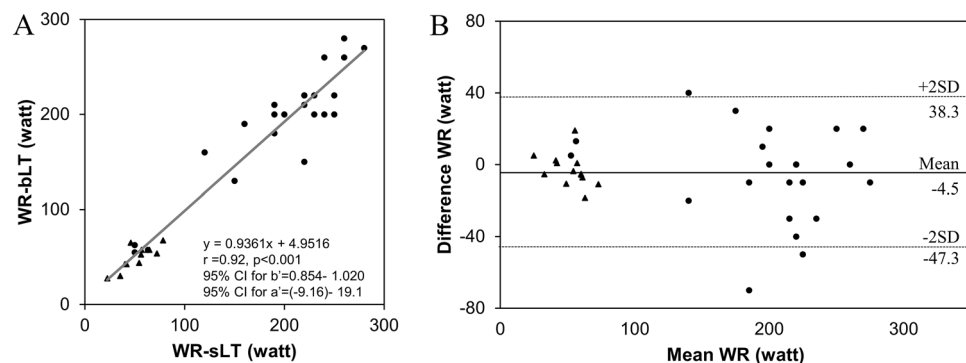 A
300
200
100
0
WR-bLT (watt)
y = 0.9361x + 4.9516
r =0.92, p<0.001
95% CI for b'=0.854- 1.020
95% CI for a'=(-9.16)- 19.1
0 100 200 300
WR-sLT (watt)
B
80
40
0
-40
-80
Difference WR (watt)
+2SD
38.3
Mean
-4.5
-2SD
-47.3
0 100 200 300
Mean WR (watt)